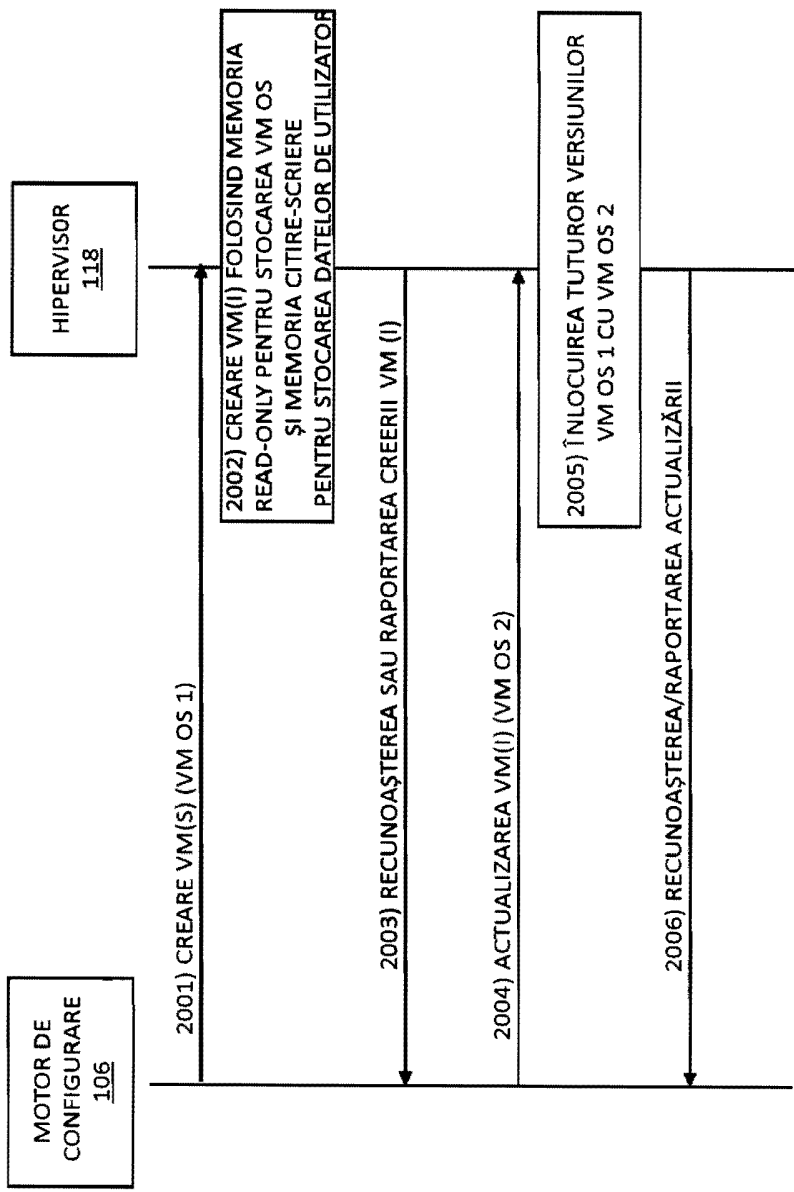 MOTOR DE
CONFIGURARE
106
HIPERVISOR
118
2001) CREARE VM(S) (VM OS 1)
2002) CREARE VM(I) FOLOSIND MEMORIA
READ-ONLY PENTRU STOCAREA VM OS
ȘI MEMORIA CITIRE-SCRIERE
PENTRU STOCAREA DATELOR DE UTILIZATOR
2003) RECUNOAȘTEREA SAU RAPORTAREA CREERII VM (I)
2004) ACTUALIZAREA VM(I) (VM OS 2)
2005) ÎNLOCUIREA TUTUROR VERSIUNILOR
VM OS 1 CU VM OS 2
2006) RECUNOAȘTEREA/RAPORTAREA ACTUALIZĂRII